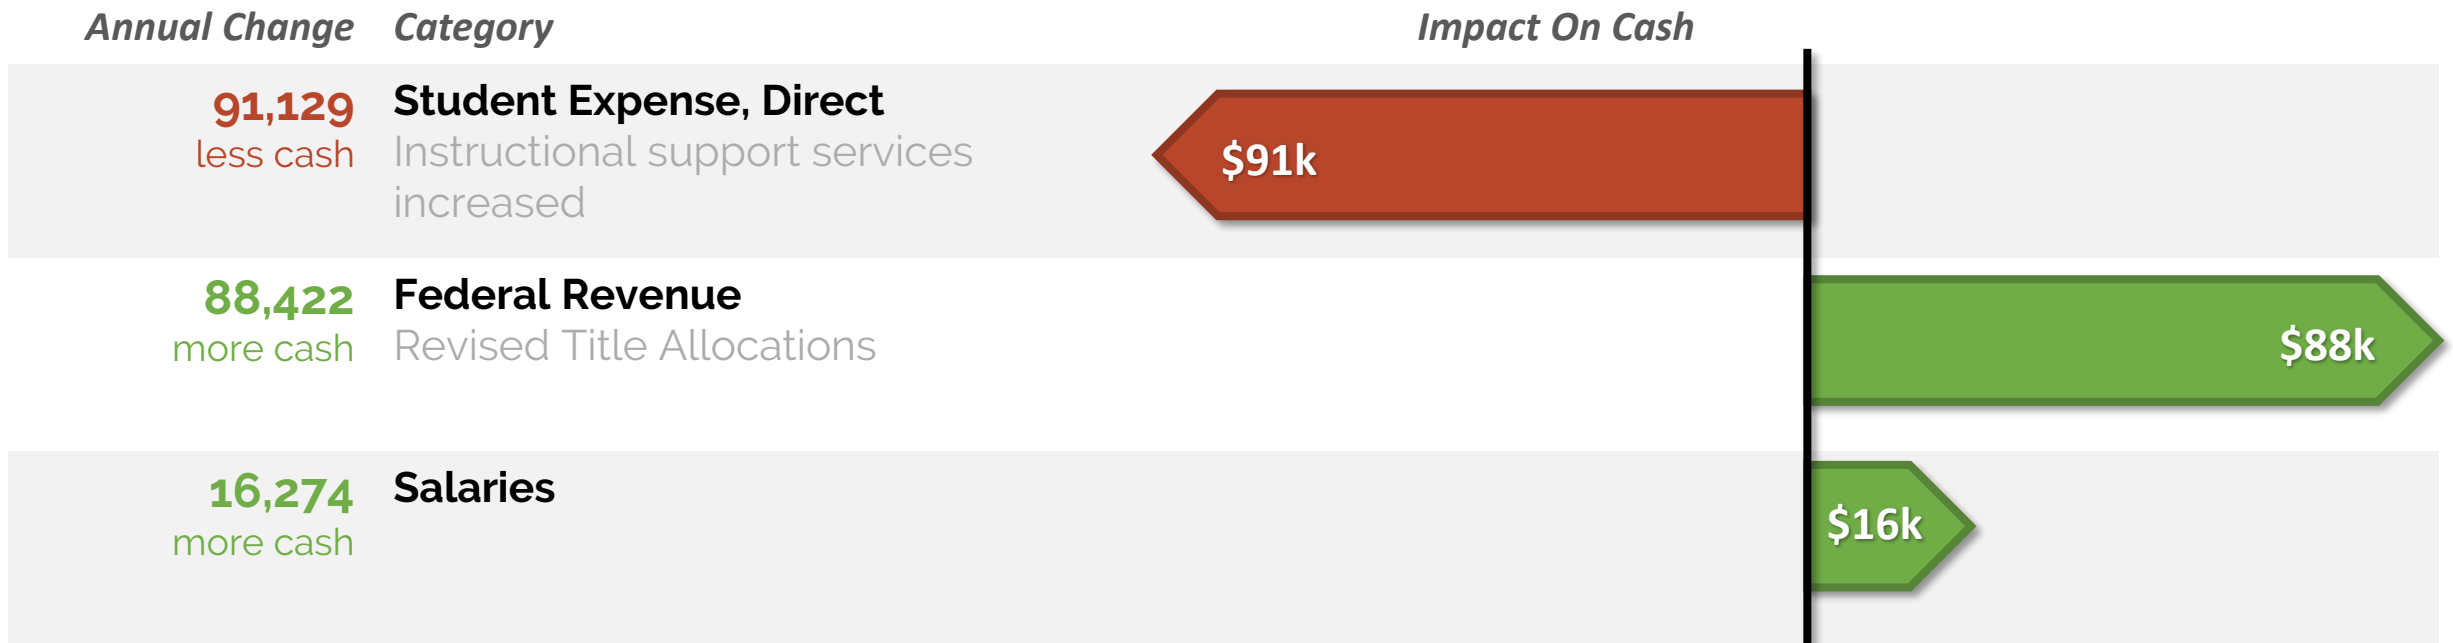 Annual Change Category Impact On Cash
91,129 Student Expense, Direct
less cash Instructional support services
increased
$91k
88,422 Federal Revenue
more cash Revised Title Allocations
$88k
16,274 Salaries
more cash
$16k